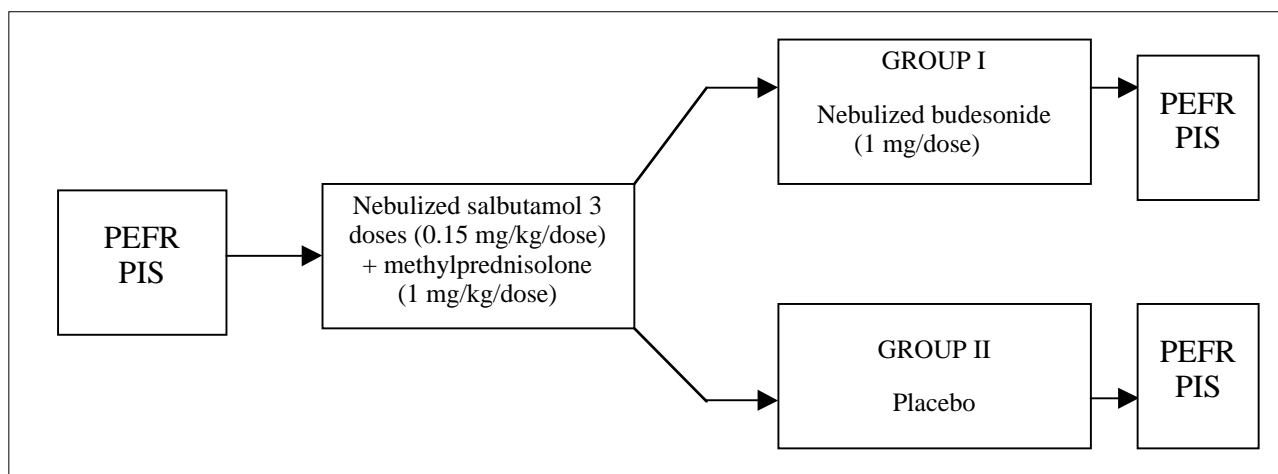 PEFR
PIS
Nebulized salbutamol 3
doses (0.15 mg/kg/dose)
+ methylprednisolone
(1 mg/kg/dose)
GROUP I
Nebulized budesonide
(1 mg/dose)
PEFR
PIS
GROUP II
Placebo
PEFR
PIS